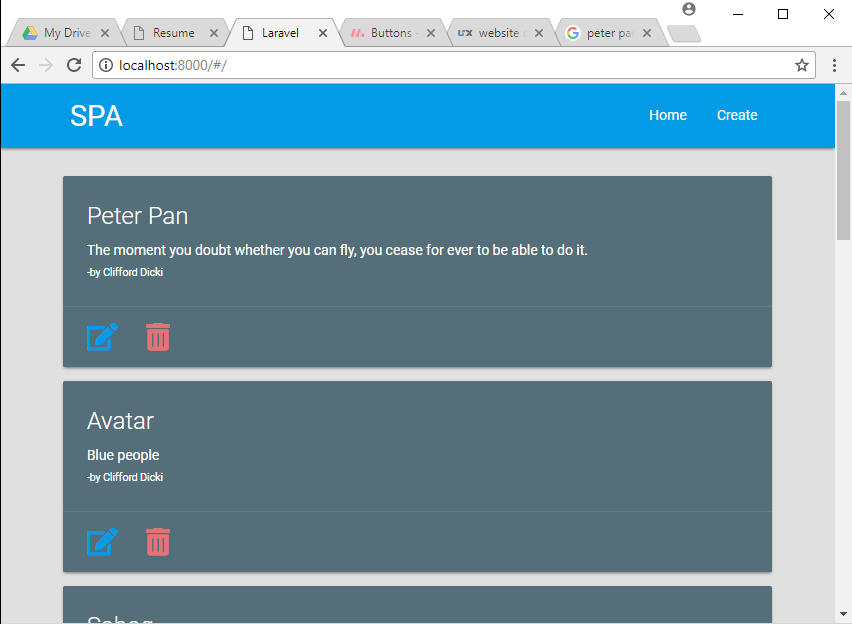 My Drive
Resume
Laravel
Buttons -
website
peter pa
localhost:8000/#/
SPA
Home
Create
Peter Pan
The moment you doubt whether you can fly, you cease for ever to be able to do it.
-by Clifford Dicki
Avatar
Blue people
-by Clifford Dicki